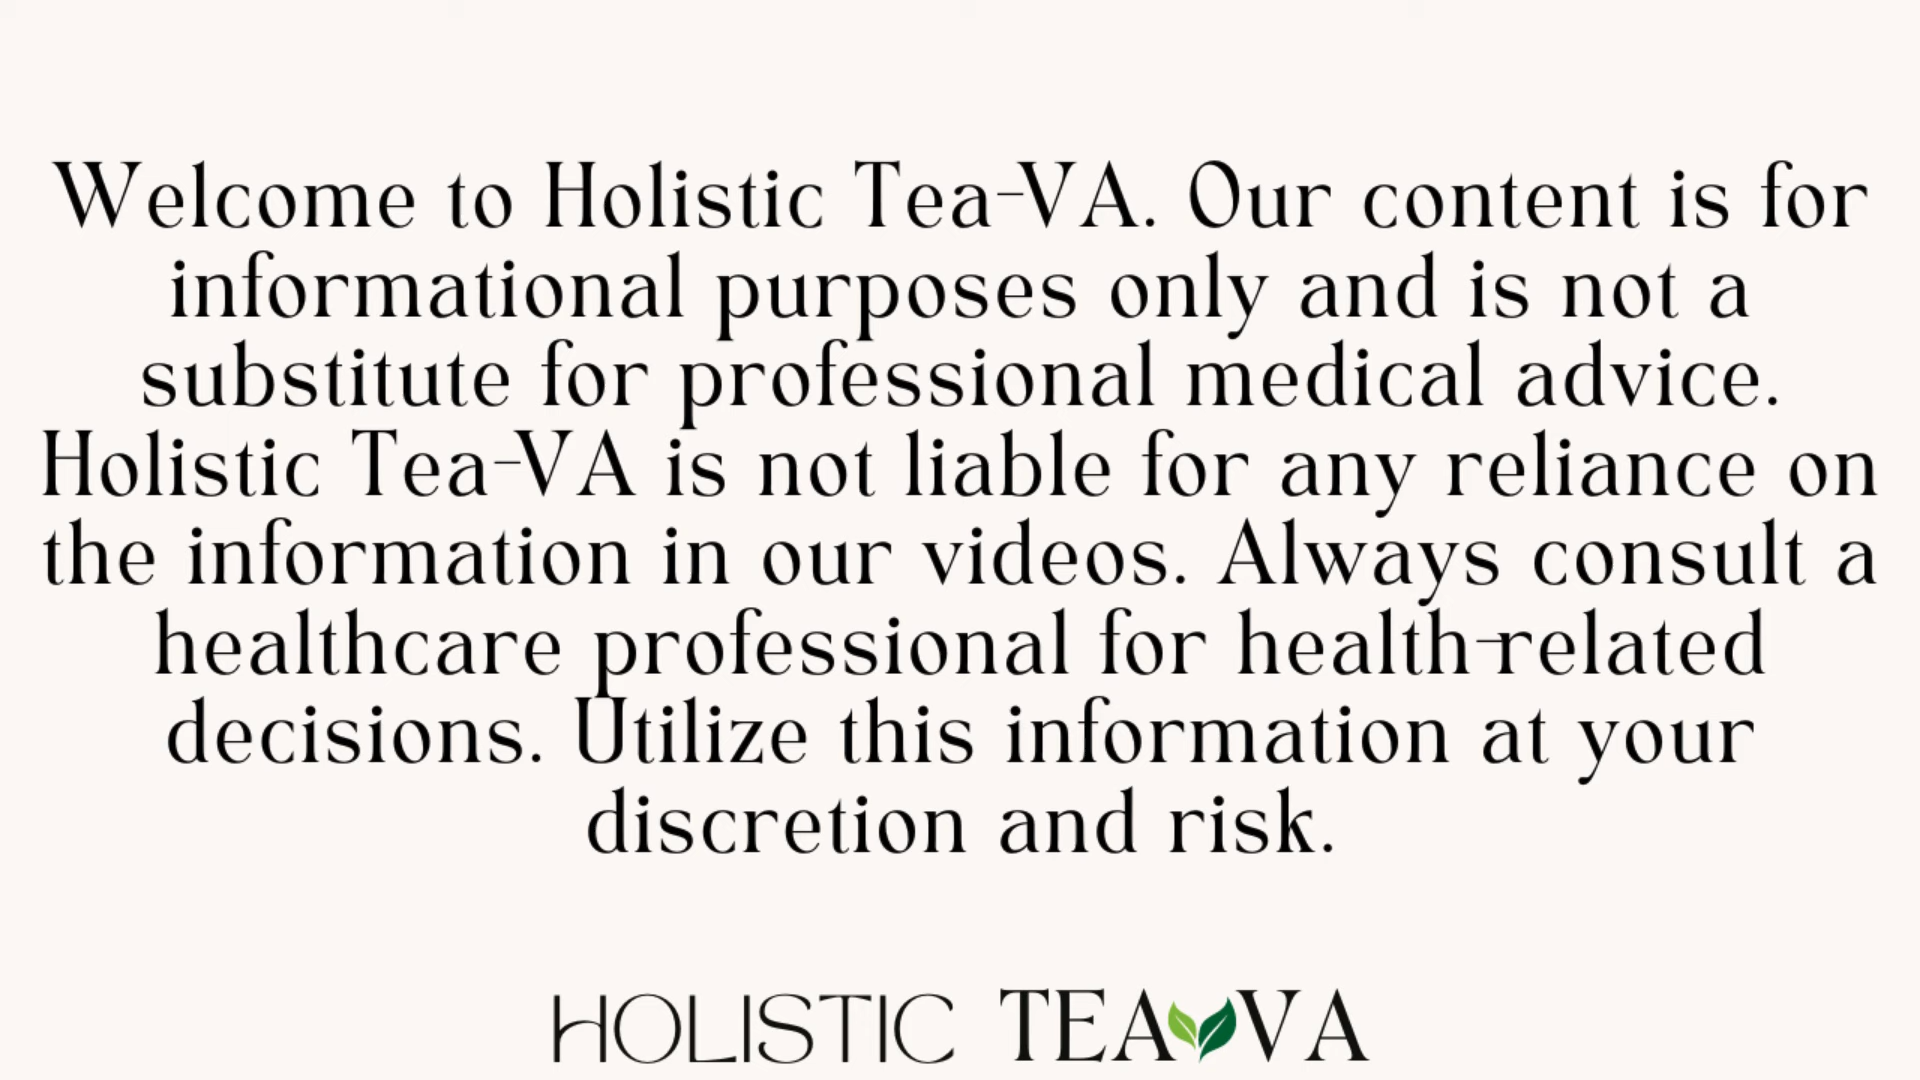 Welcome to Holistic Tea-VA. Our content is for
informational purposes only and is not a
substitute for professional medical advice.
Holistic Tea-VA is not liable for any reliance on
the information in our videos. Always consult a
healthcare professional for health-related
decisions. Utilize this information at your
discretion and risk.
HOLISTIC TEA VA